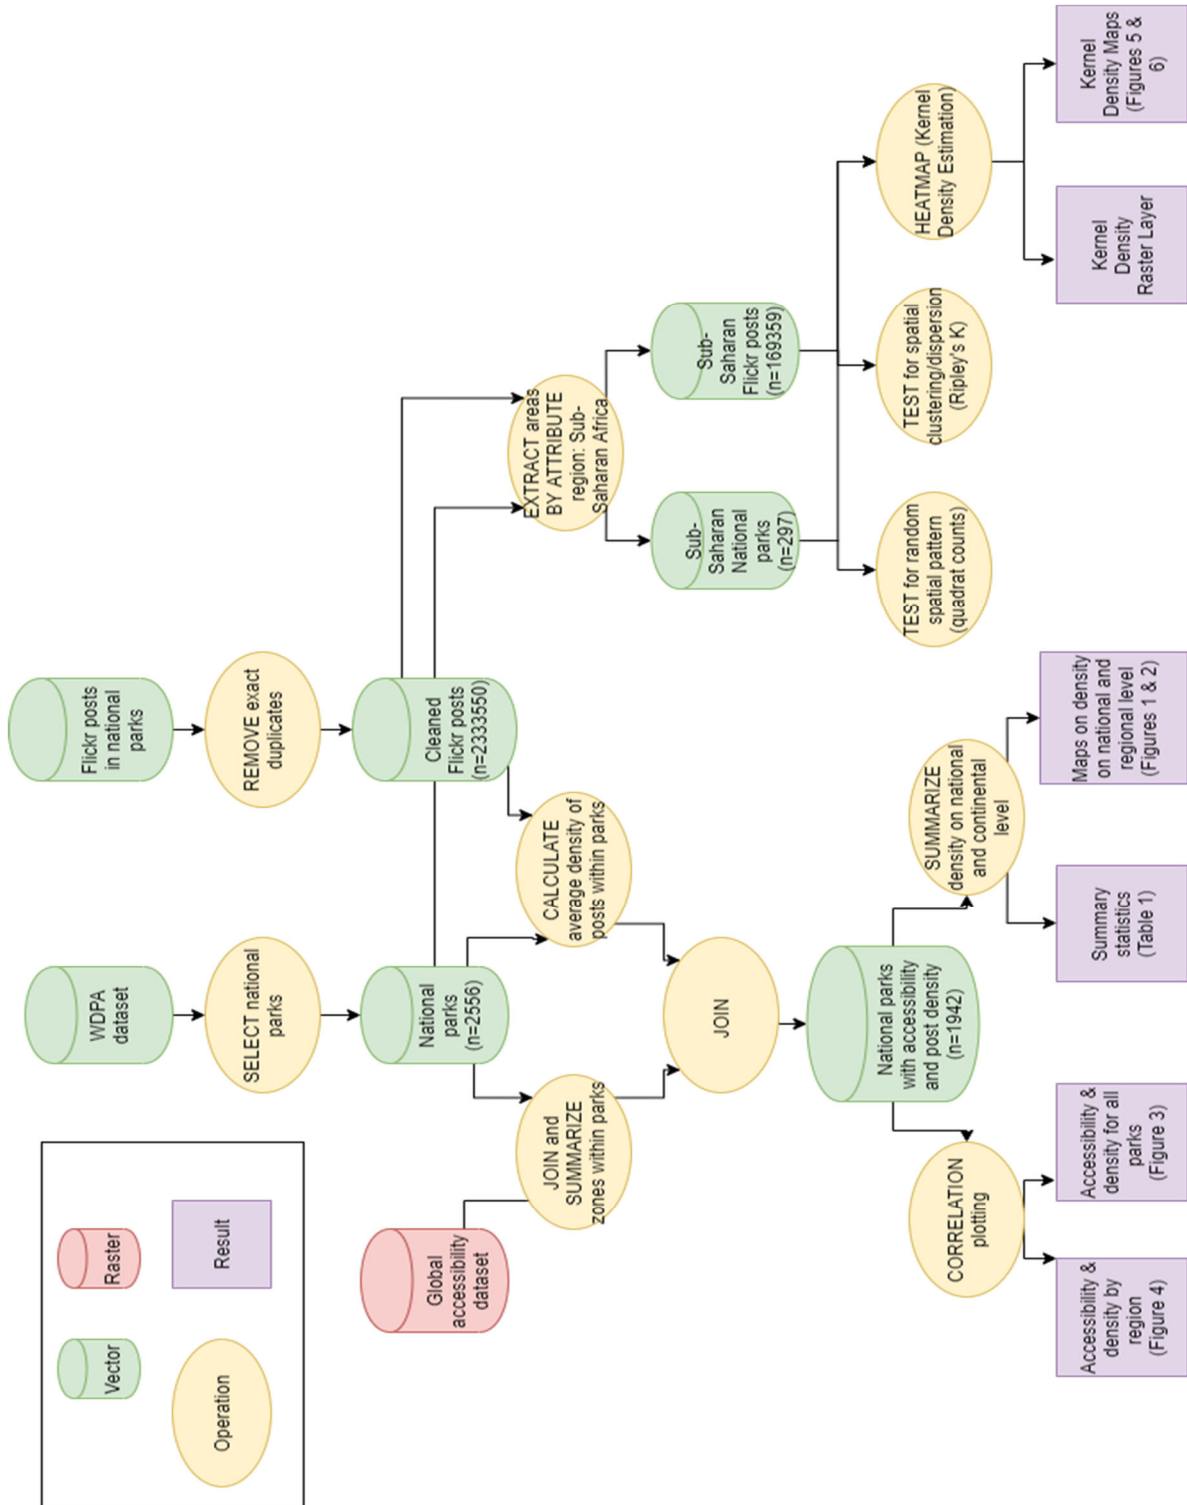 Vector
Raster
Operation
Result
WDPA
dataset
Flickr posts
in national
parks
SELECT national
parks
REMOVE exact
duplicates
Global
accessibility
dataset
National
parks
(n=2556)
Cleaned
Flickr posts
(n=2333550)
JOIN and
SUMMARIZE
zones within parks
CALCULATE
average density of
posts within parks
EXTRACT areas
BY ATTRIBUTE
region: Sub-
Saharan Africa
JOIN
Sub-
Saharan
National
parks
(n=297)
Sub-
Saharan
Flickr posts
(n=169359)
National parks
with accessibility
and post density
(n=1942)
TEST for random
spatial pattern
(quadrat counts)
TEST for spatial
clustering/dispersion
(Ripley's K)
HEATMAP (Kernel
Density Estimation)
CORRELATION
plotting
SUMMARIZE
density on national
and continental
level
Accessibility &
density by
region
(Figure 4)
Accessibility &
density for all
parks
(Figure 3)
Summary
statistics
(Table 1)
Maps on density
on national and
regional level
(Figures 1 & 2)
Kernel
Density
Raster Layer
Kernel
Density Maps
(Figures 5 &
6)